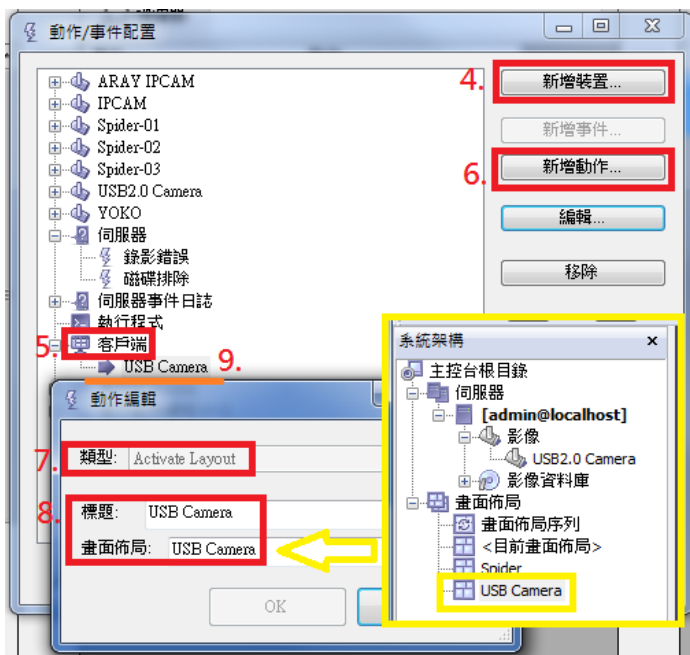 動作/事件配置
ARAY IPCAM
IPCAM
Spider-01
Spider-02
Spider-03
USB2.0 Camera
YOKO
伺服器
錄影錯誤
磁碟排除
伺服器事件日誌
執行程式
5.
客戶端
USB Camera
9.
4.
新增裝置...
新增事件...
6.
新增動作...
編輯...
移除
動作編輯
7.
類型: Activate Layout
8.
標題: USB Camera
畫面佈局: USB Camera
OK
系統架構
x
主控台根目錄
伺服器
[admin@localhost]
影像
USB2.0 Camera
影像資料庫
畫面佈局
畫面佈局序列
<目前畫面佈局>
Spider
USB Camera